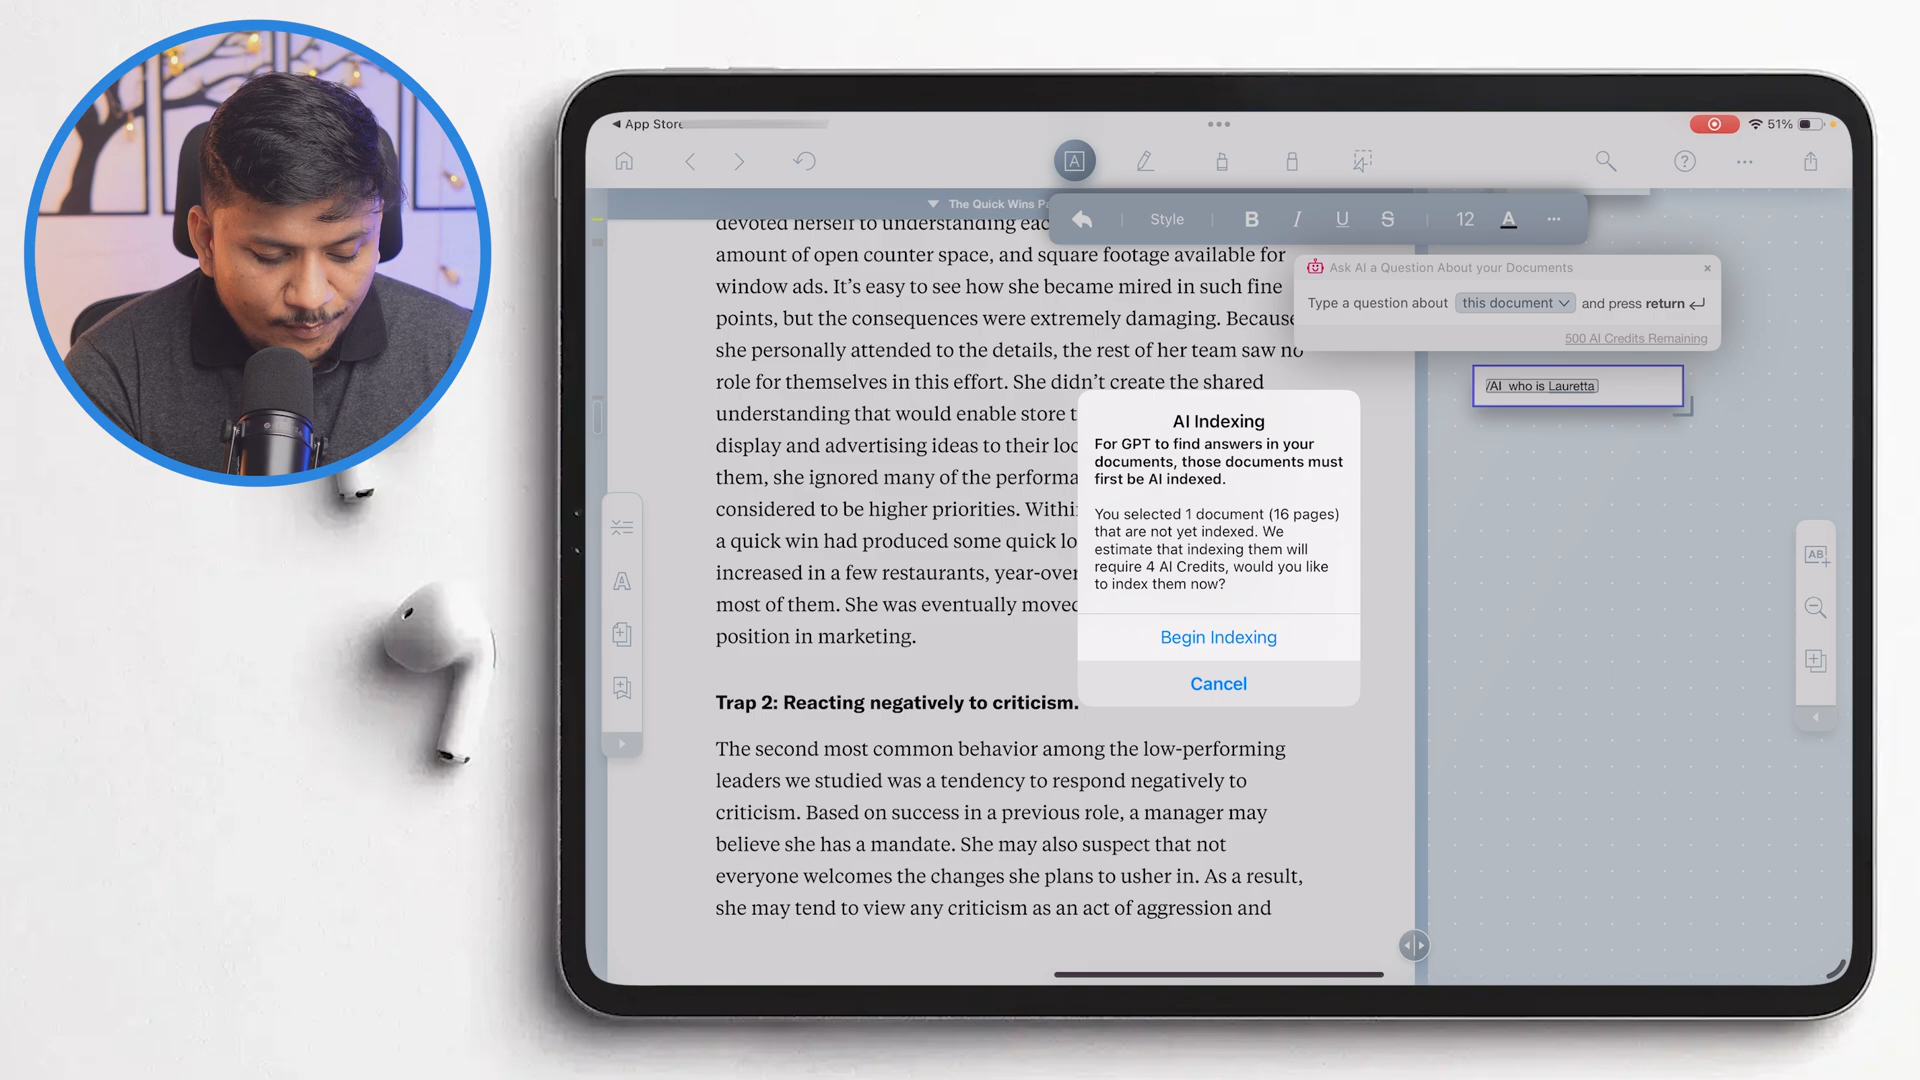 App Store
51%
The Quick Wins Pa
Style B I U S 12 A
devoted herself to understanding eac
amount of open counter space, and square footage available for
window ads. It’s easy to see how she became mired in such fine
points, but the consequences were extremely damaging. Because
she personally attended to the details, the rest of her team saw no
role for themselves in this effort. She didn’t create the shared
understanding that would enable store t
display and advertising ideas to their loc
them, she ignored many of the performa
considered to be higher priorities. Withi
a quick win had produced some quick lo
increased in a few restaurants, year-over
most of them. She was eventually moved
position in marketing.
Trap 2: Reacting negatively to criticism.
The second most common behavior among the low-performing
leaders we studied was a tendency to respond negatively to
criticism. Based on success in a previous role, a manager may
believe she has a mandate. She may also suspect that not
everyone welcomes the changes she plans to usher in. As a result,
she may tend to view any criticism as an act of aggression and
AI Indexing
For GPT to find answers in your
documents, those documents must
first be AI indexed.
You selected 1 document (16 pages)
that are not yet indexed. We
estimate that indexing them will
require 4 AI Credits, would you like
to index them now?
Begin Indexing
Cancel
Ask AI a Question About your Documents
Type a question about this document and press return
500 AI Credits Remaining
/AI who is Lauretta
AB